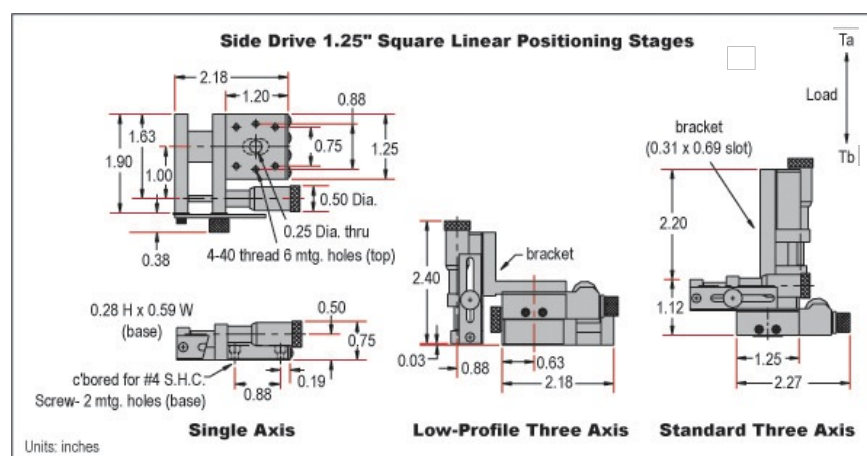 Side Drive 1.25" Square Linear Positioning Stages
Ta
Load
Tb
2.18
1.20
0.88
1.63
1.90
1.00
0.75
1.25
0.50 Dia.
0.25 Dia. thru
0.38
4-40 thread 6 mtg. holes (top)
bracket
(0.31 x 0.69 slot)
2.20
1.12
1.25
2.27
bracket
2.40
0.03
0.88
0.63
2.18
0.28 H x 0.59 W
(base)
0.50
0.75
0.19
0.88
c'bored for #4 S.H.C.
Screw- 2 mtg. holes (base)
Single Axis
Low-Profile Three Axis
Standard Three Axis
Units: inches